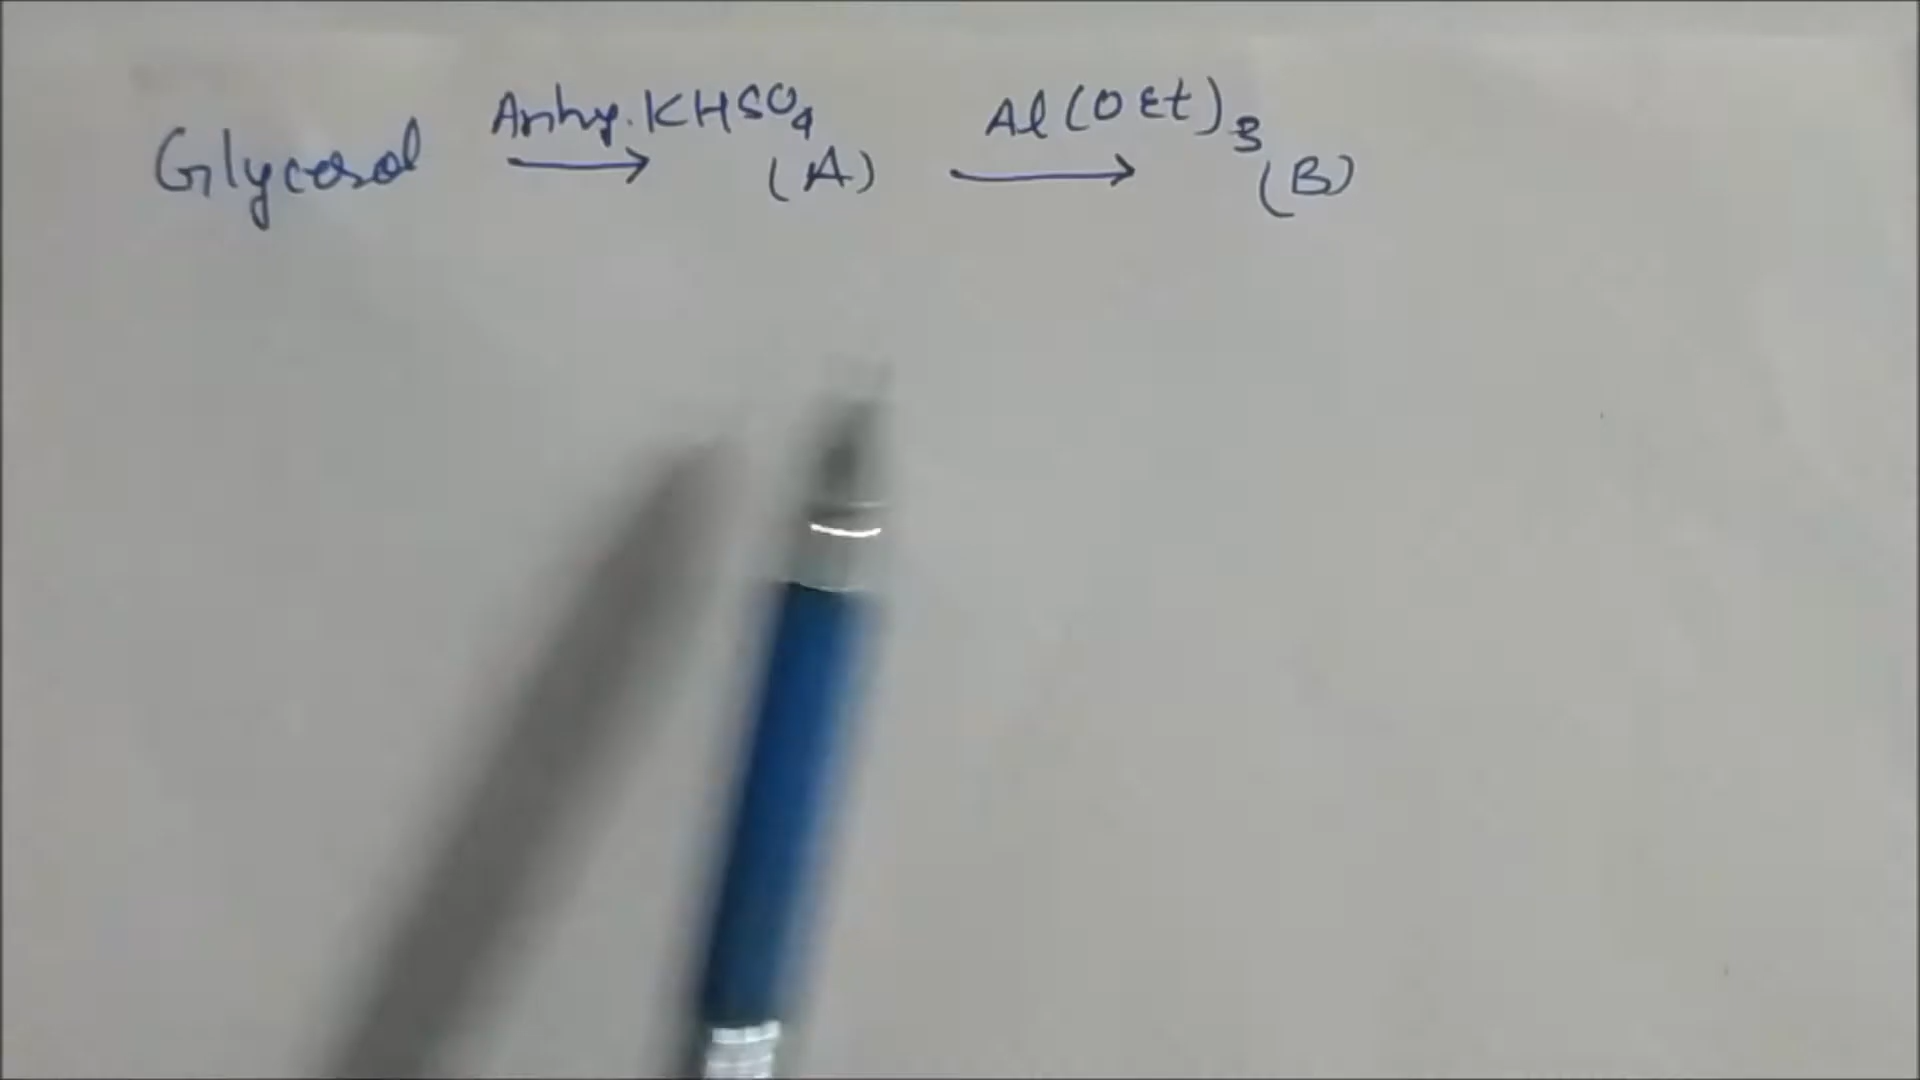 Glycerol Anhy. KHSO4 → (A) Al(OEt)3 → (B)